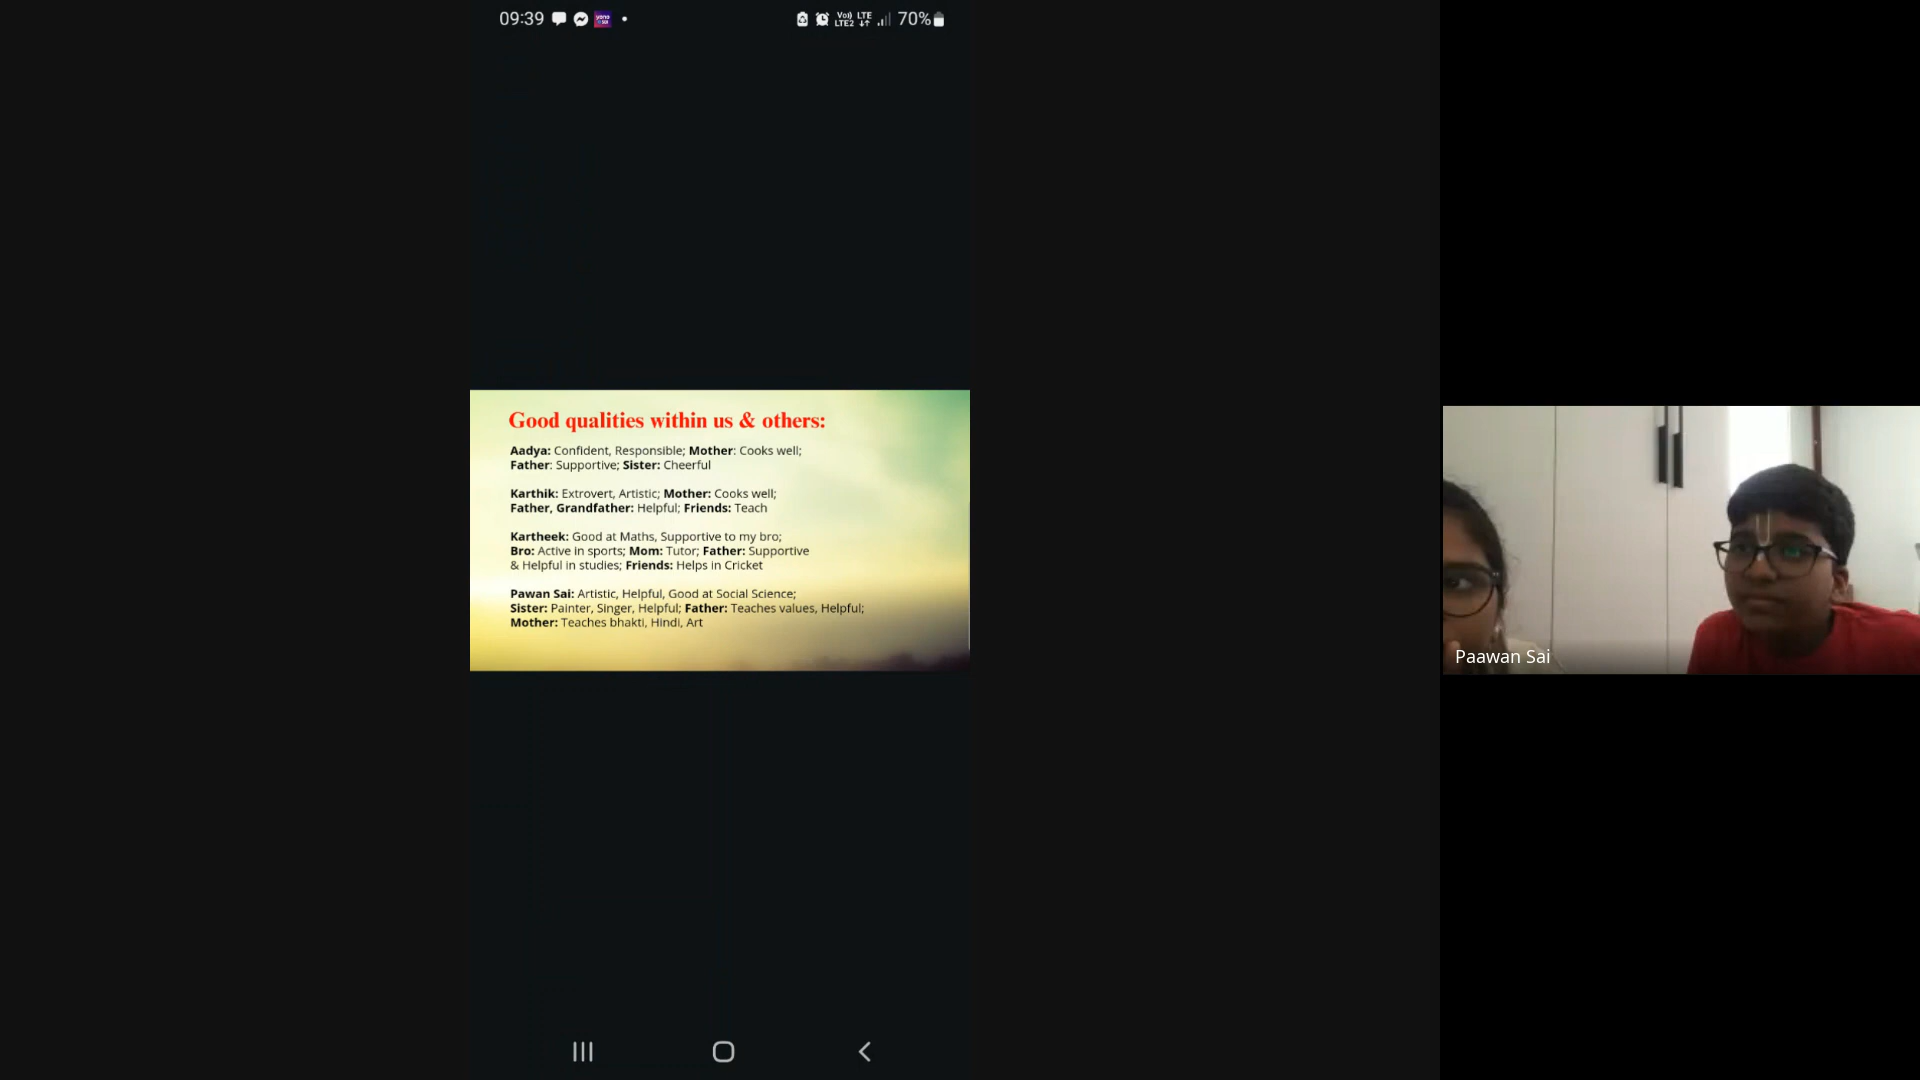 09:39
Vo)) LTE
LTE2
70%
Good qualities within us & others:
Aadya: Confident, Responsible; Mother: Cooks well;
Father: Supportive; Sister: Cheerful
Karthik: Extrovert, Artistic; Mother: Cooks well;
Father, Grandfather: Helpful; Friends: Teach
Kartheek: Good at Maths, Supportive to my bro;
Bro: Active in sports; Mom: Tutor; Father: Supportive
& Helpful in studies; Friends: Helps in Cricket
Pawan Sai: Artistic, Helpful, Good at Social Science;
Sister: Painter, Singer, Helpful; Father: Teaches values, Helpful;
Mother: Teaches bhakti, Hindi, Art
Paawan Sai